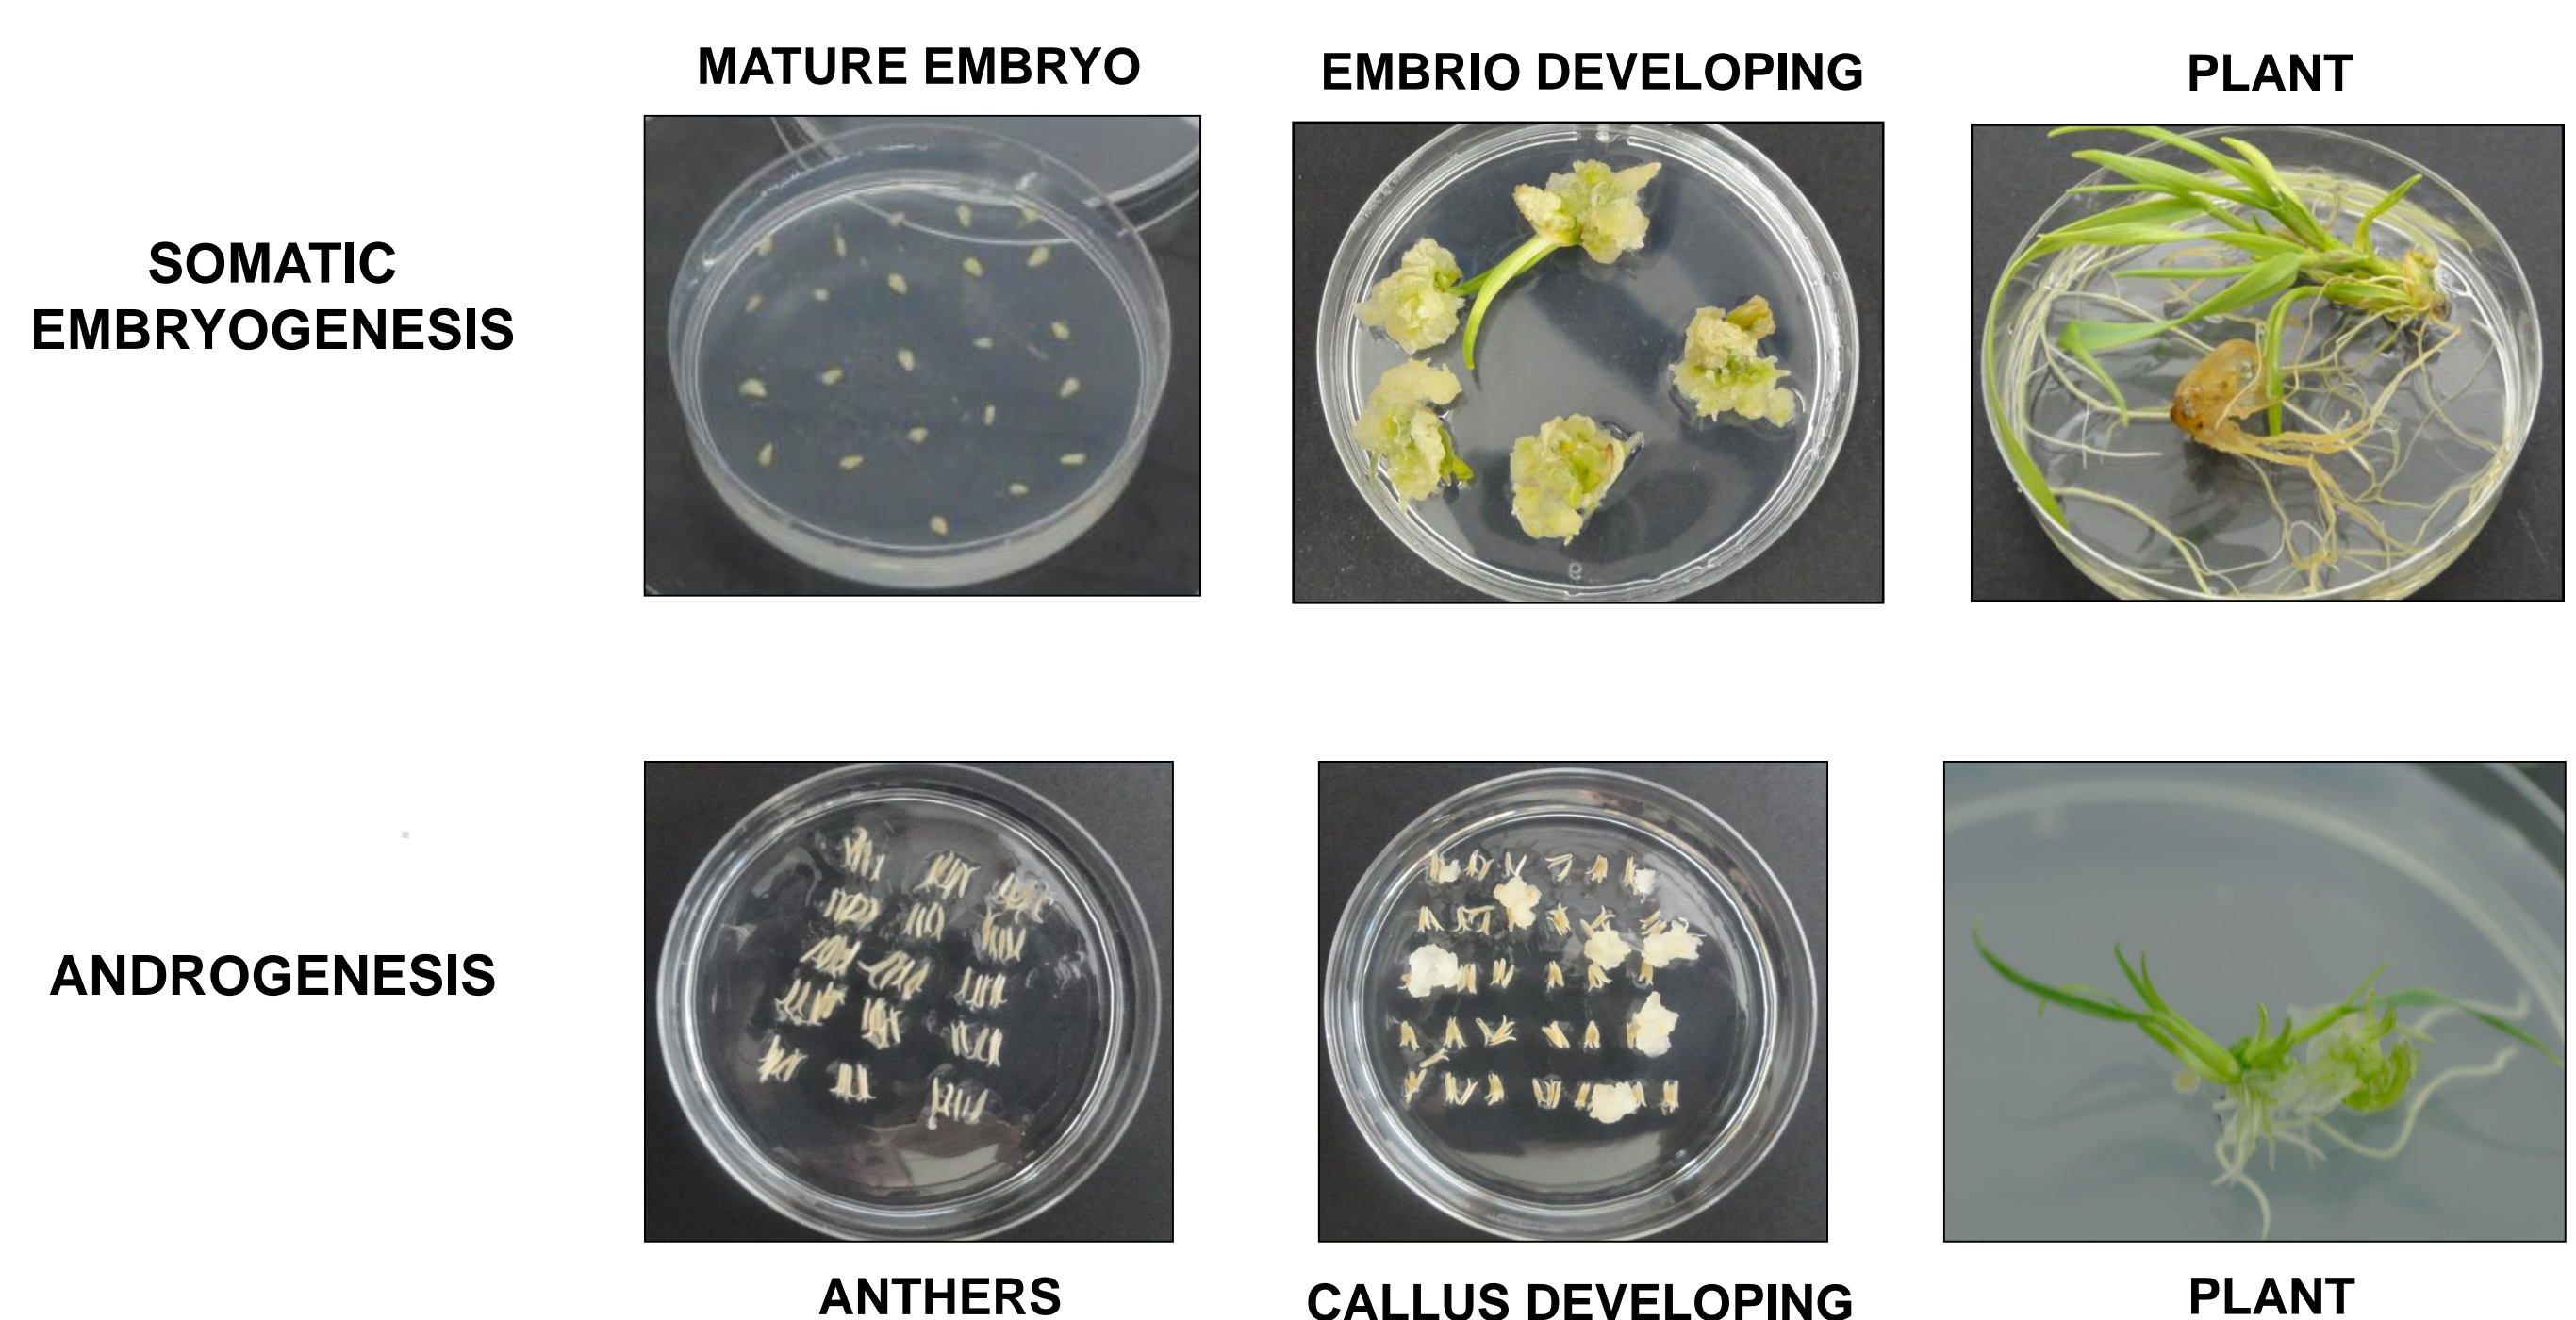 MATURE EMBRYO
EMBRIO DEVELOPING
PLANT
SOMATIC
EMBRYOGENESIS
ANDROGENESIS
ANTHERS
CALLUS DEVELOPING
PLANT